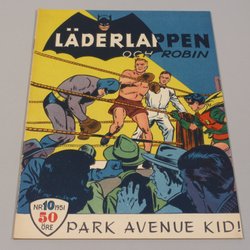 LÄDERLAPPEN
OCH ROBIN
NR 10/1951
50
ÖRE
PARK AVENUE KID!